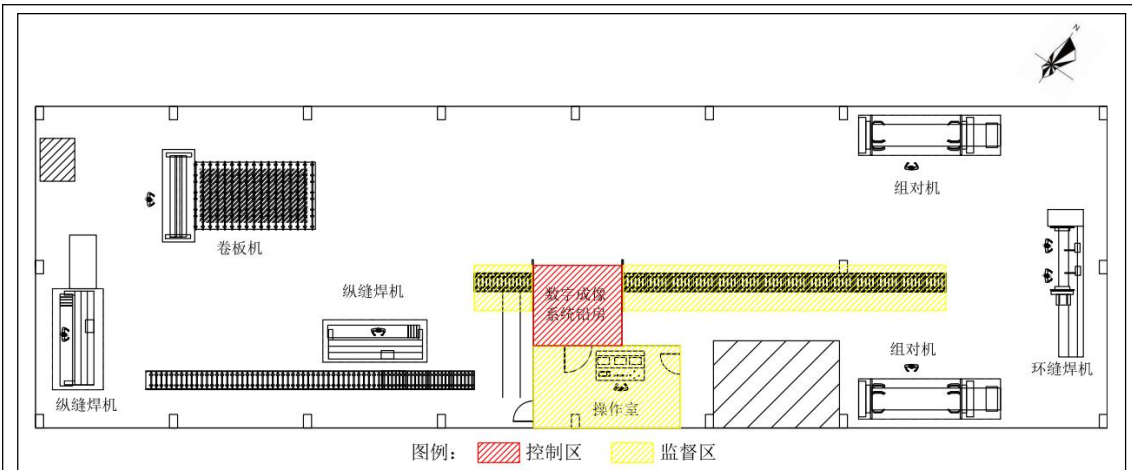 N
组对机
卷板机
纵缝焊机
数字成像
系统铅房
组对机
环缝焊机
纵缝焊机
操作室
图例：
控制区
监督区